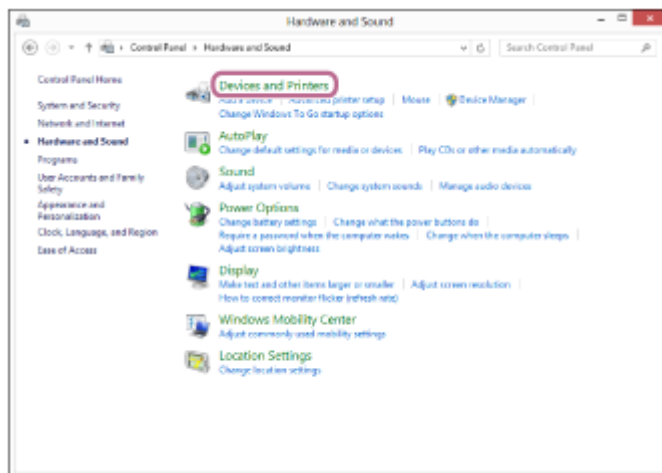 Hardware and Sound
Control Panel ▸ Hardware and Sound
Search Control Panel
Control Panel Home
System and Security
Network and Internet
Hardware and Sound
Programs
User Accounts and Family
Safety
Appearance and
Personalization
Clock, Language, and Region
Ease of Access
Devices and Printers
Add a device | Advanced printer setup | Mouse | Device Manager
Change Windows To Go startup options
AutoPlay
Change default settings for media or devices | Play CDs or other media automatically
Sound
Adjust system volume | Change system sounds | Manage audio devices
Power Options
Change battery settings | Change what the power buttons do
Require a password when the computer wakes | Change when the computer sleeps
Adjust screen brightness
Display
Make text and other items larger or smaller | Adjust screen resolution
How to correct monitor flicker (refresh rate)
Windows Mobility Center
Adjust commonly used mobility settings
Location Settings
Change location settings